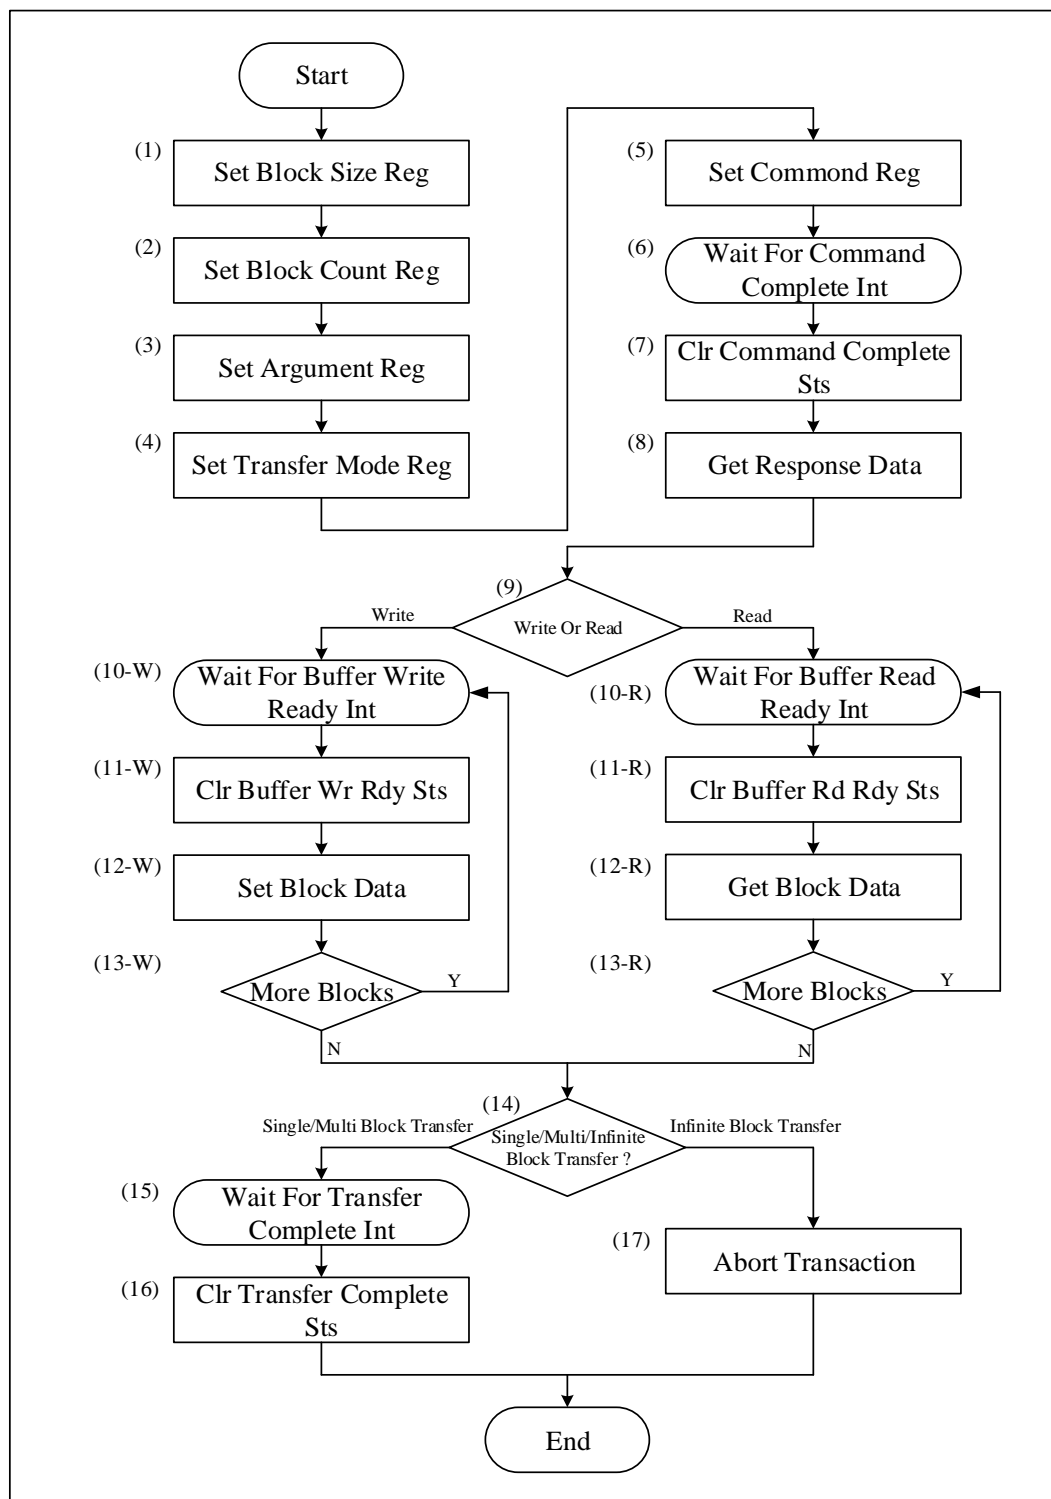 Start
(1)
Set Block Size Reg
(2)
Set Block Count Reg
(3)
Set Argument Reg
(4)
Set Transfer Mode Reg
(5)
Set Commond Reg
(6)
Wait For Command
Complete Int
(7)
Clr Command Complete
Sts
(8)
Get Response Data
(9)
Write Or Read
Write
Read
(10-W)
Wait For Buffer Write
Ready Int
(11-W)
Clr Buffer Wr Rdy Sts
(12-W)
Set Block Data
(13-W)
More Blocks
Y
N
(10-R)
Wait For Buffer Read
Ready Int
(11-R)
Clr Buffer Rd Rdy Sts
(12-R)
Get Block Data
(13-R)
More Blocks
Y
N
(14)
Single/Multi/Infinite
Block Transfer ?
Single/Multi Block Transfer
Infinite Block Transfer
(15)
Wait For Transfer
Complete Int
(16)
Clr Transfer Complete
Sts
(17)
Abort Transaction
End